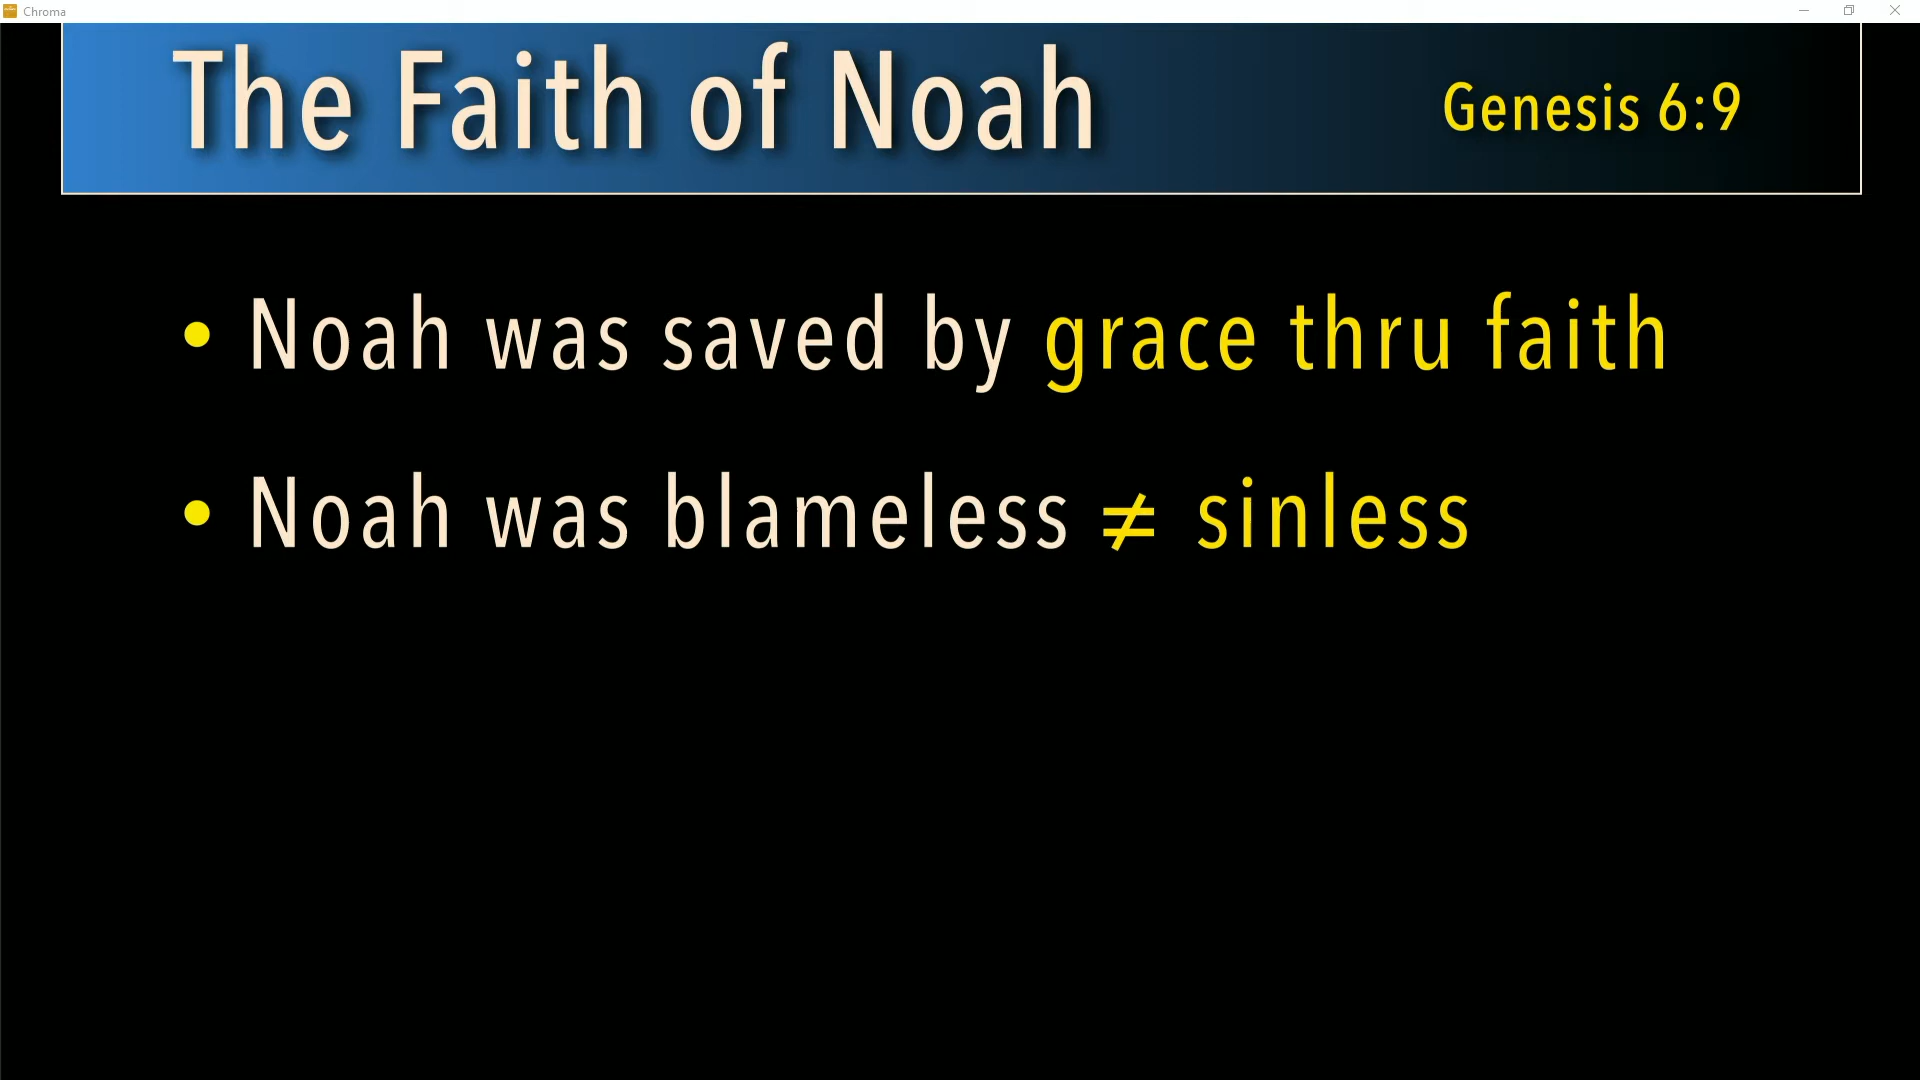 Chroma
The Faith of Noah
Genesis 6:9
• Noah was saved by grace thru faith
• Noah was blameless ≠ sinless